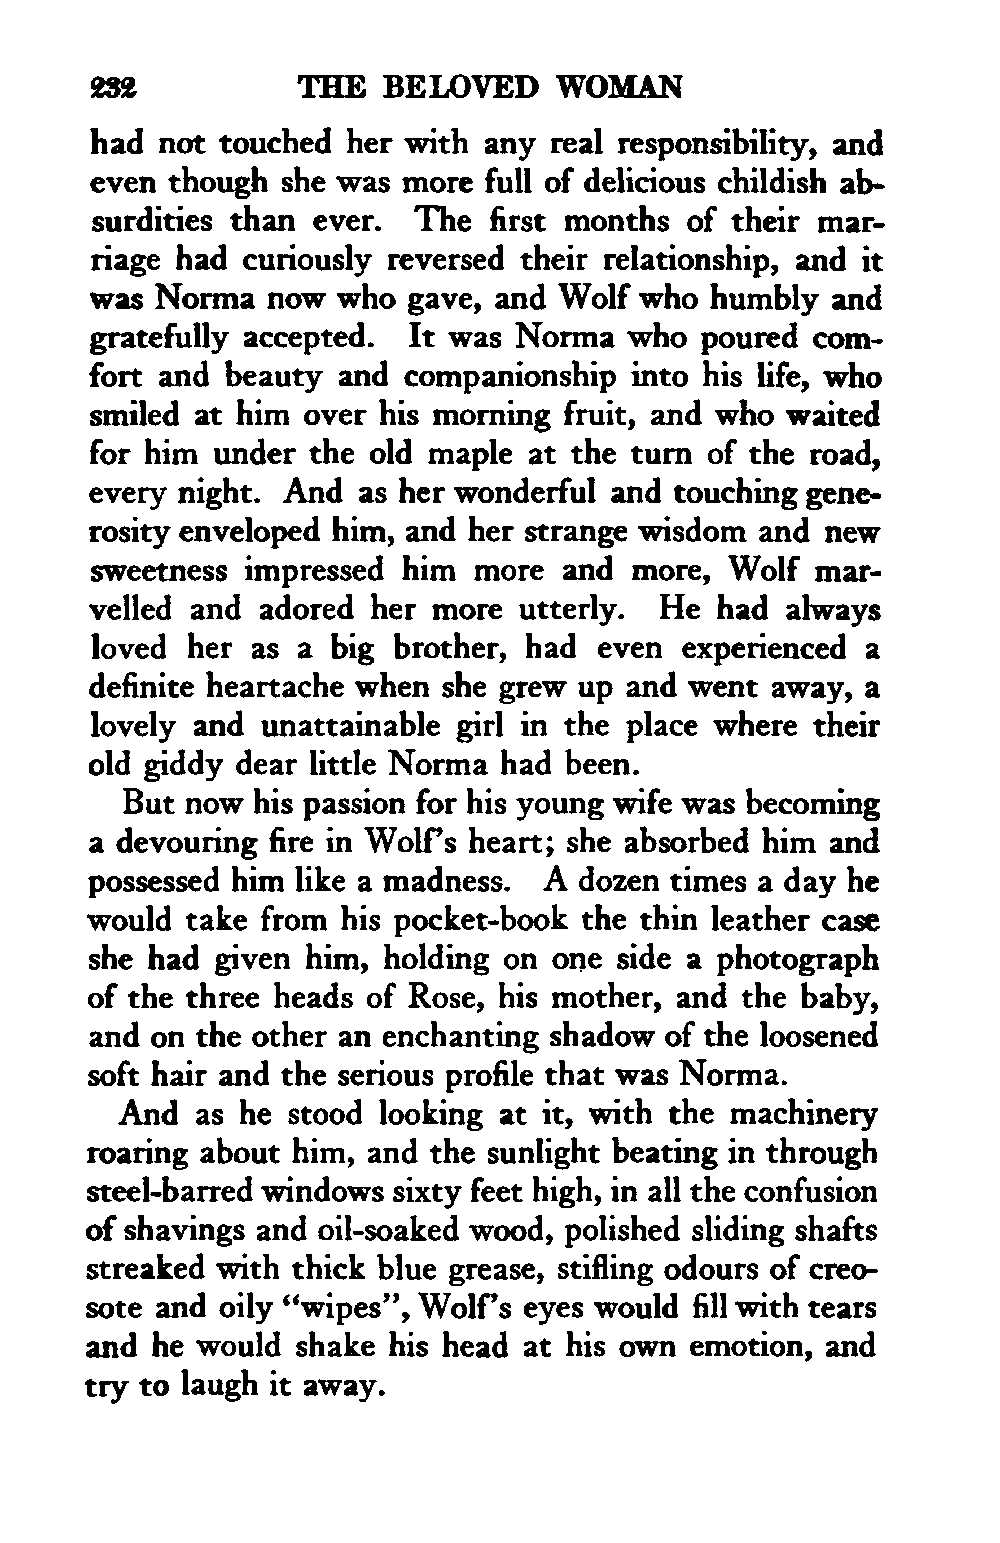 232 THE BELOVED WOMAN
had not touched her with any real responsibility, and
even though she was more full of delicious childish ab-
surdities than ever. The first months of their mar-
riage had curiously reversed their relationship, and it
was Norma now who gave, and Wolf who humbly and
gratefully accepted. It was Norma who poured com-
fort and beauty and companionship into his life, who
smiled at him over his morning fruit, and who waited
for him under the old maple at the turn of the road,
every night. And as her wonderful and touching gene-
rosity enveloped him, and her strange wisdom and new
sweetness impressed him more and more, Wolf mar-
velled and adored her more utterly. He had always
loved her as a big brother, had even experienced a
definite heartache when she grew up and went away, a
lovely and unattainable girl in the place where their
old giddy dear little Norma had been.
But now his passion for his young wife was becoming
a devouring fire in Wolf's heart; she absorbed him and
possessed him like a madness. A dozen times a day he
would take from his pocket-book the thin leather case
she had given him, holding on one side a photograph
of the three heads of Rose, his mother, and the baby,
and on the other an enchanting shadow of the loosened
soft hair and the serious profile that was Norma.
And as he stood looking at it, with the machinery
roaring about him, and the sunlight beating in through
steel-barred windows sixty feet high, in all the confusion
of shavings and oil-soaked wood, polished sliding shafts
streaked with thick blue grease, stifling odours of creo-
sote and oily "wipes", Wolf's eyes would fill with tears
and he would shake his head at his own emotion, and
try to laugh it away.